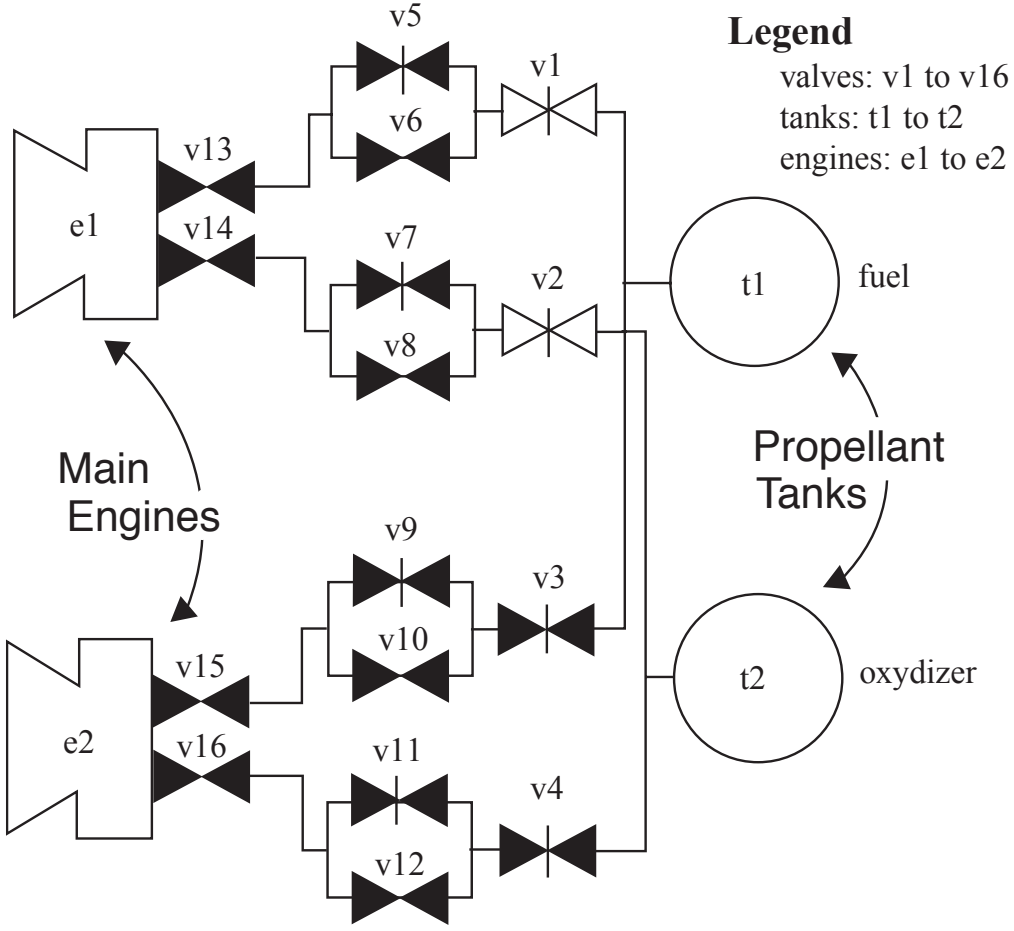 Legend
valves: v1 to v16
tanks: t1 to t2
engines: e1 to e2
v5
v1
v6
v13
e1
v14
v7
v2
v8
t1
fuel
Main
Engines
Propellant
Tanks
v9
v3
v10
v15
e2
v16
v11
v4
v12
t2
oxydizer